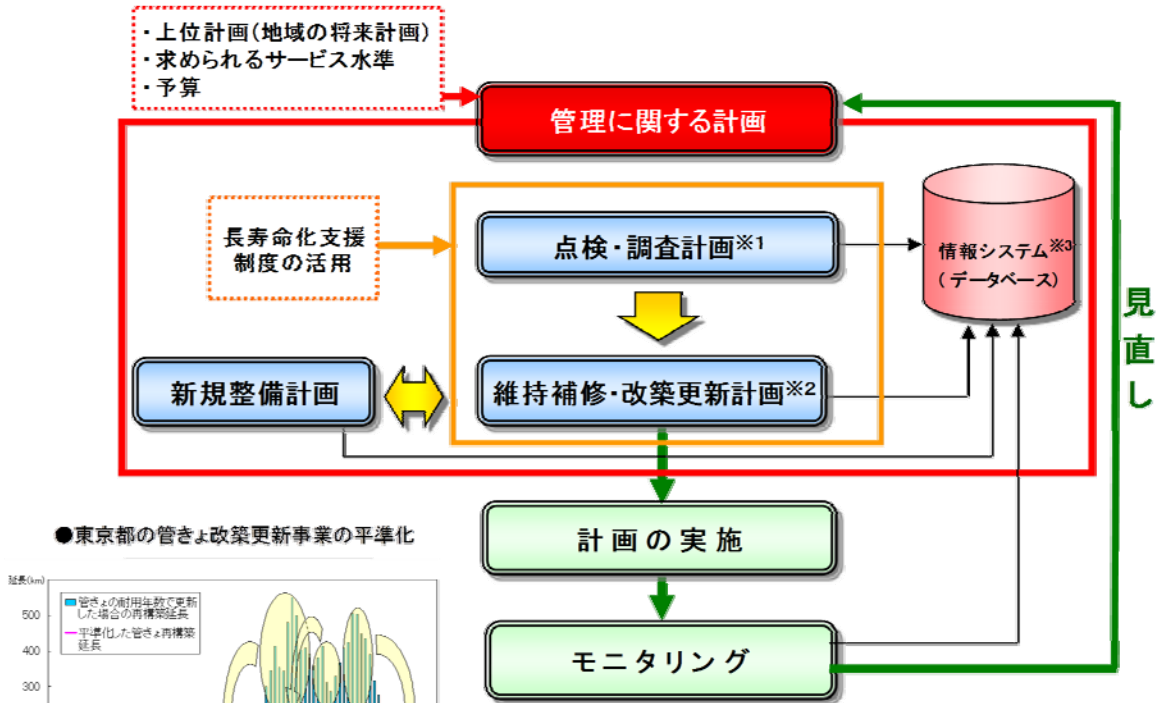 ・上位計画(地域の将来計画)
・求められるサービス水準
・予算
管理に関する計画
長寿命化支援
制度の活用
点検・調査計画※1
情報システム※3
(データベース)
見直し
新規整備計画
維持補修・改築更新計画※2
計画の実施
モニタリング
●東京都の管きょ改築更新事業の平準化
延長(km)
管きょの耐用年数で更新
した場合の再構築延長
平準化した管きょ再構築
延長
500
400
300